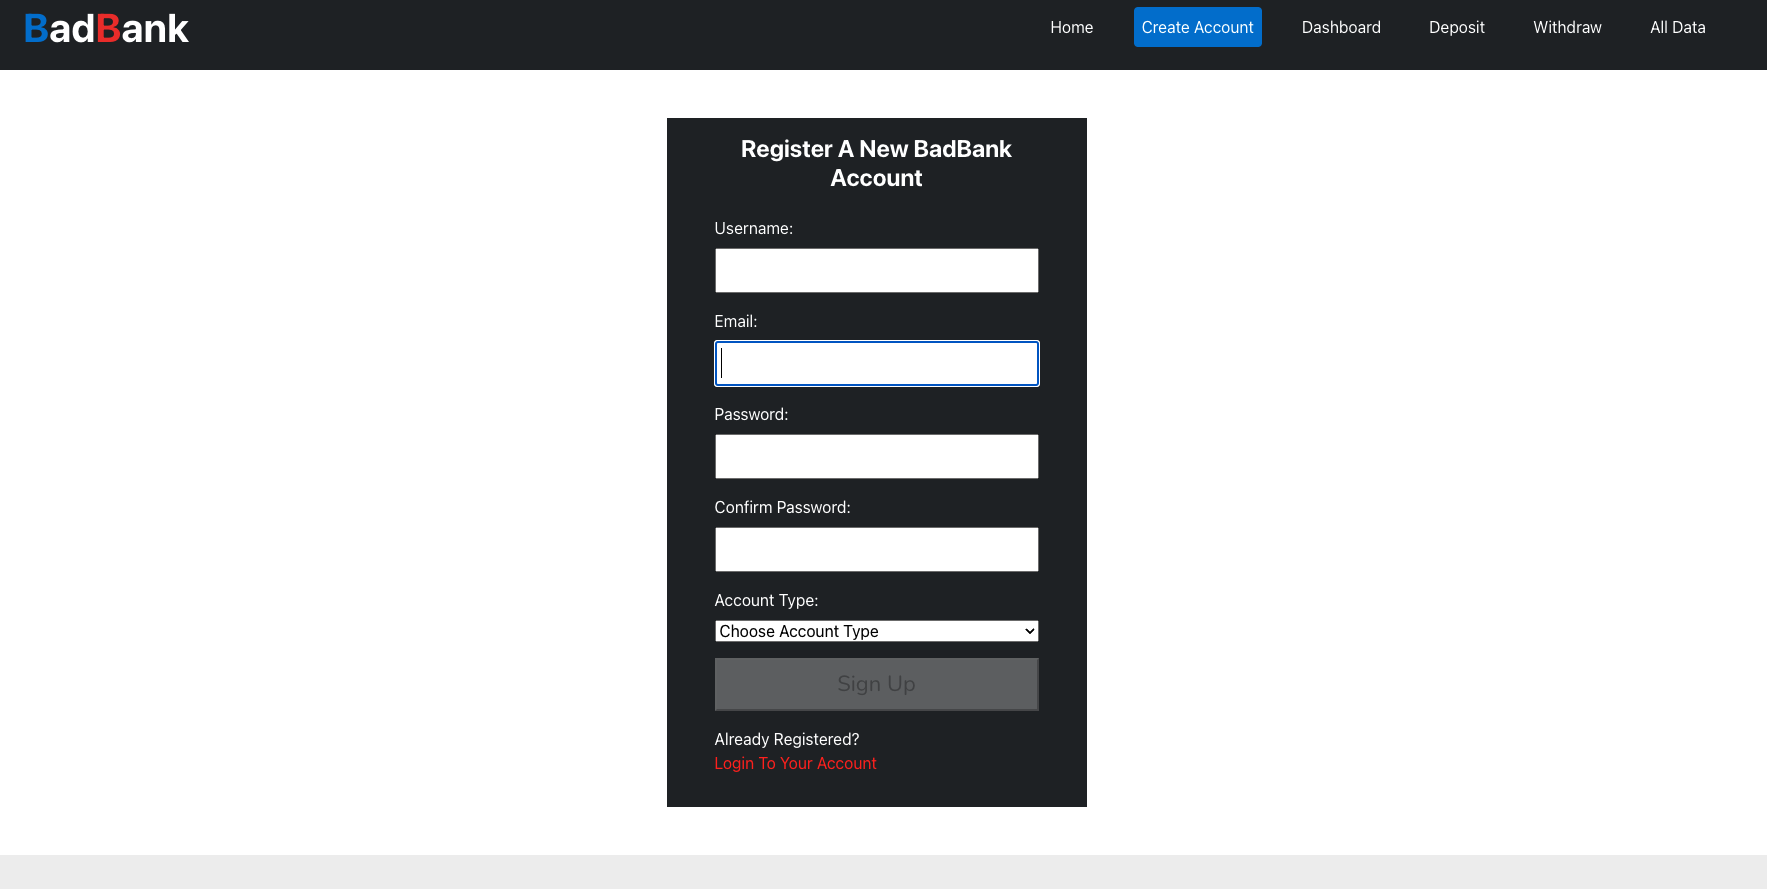 BadBank
Home Create Account Dashboard Deposit Withdraw All Data
Register A New BadBank
Account
Username:
Email:
Password:
Confirm Password:
Account Type:
Choose Account Type
Sign Up
Already Registered?
Login To Your Account